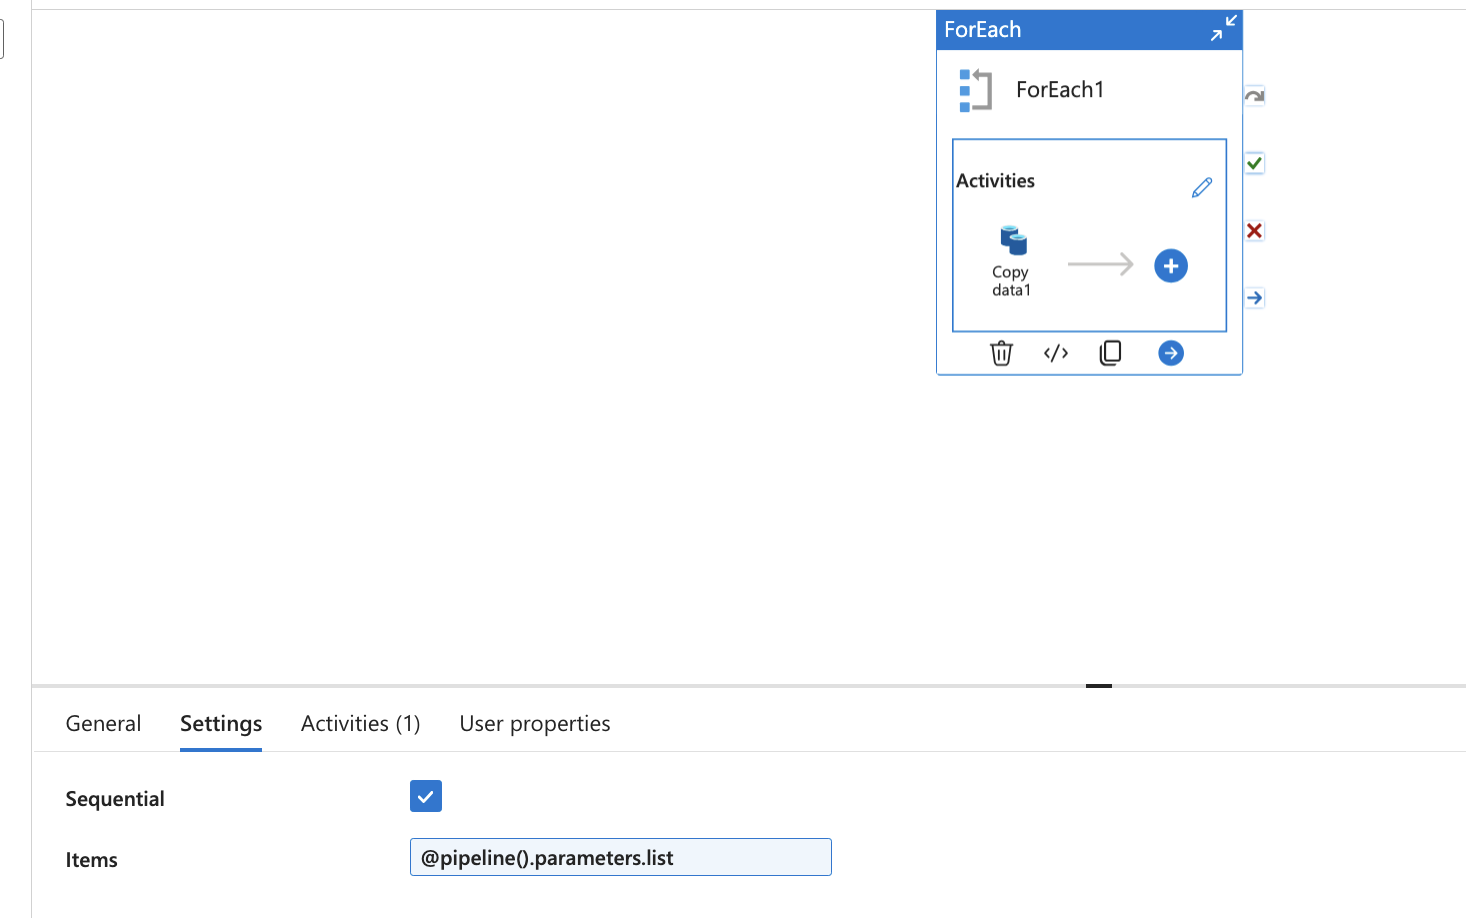 ForEach
ForEach1
Activities
Copy
data1
General Settings Activities (1) User properties
Sequential
Items @pipeline().parameters.list